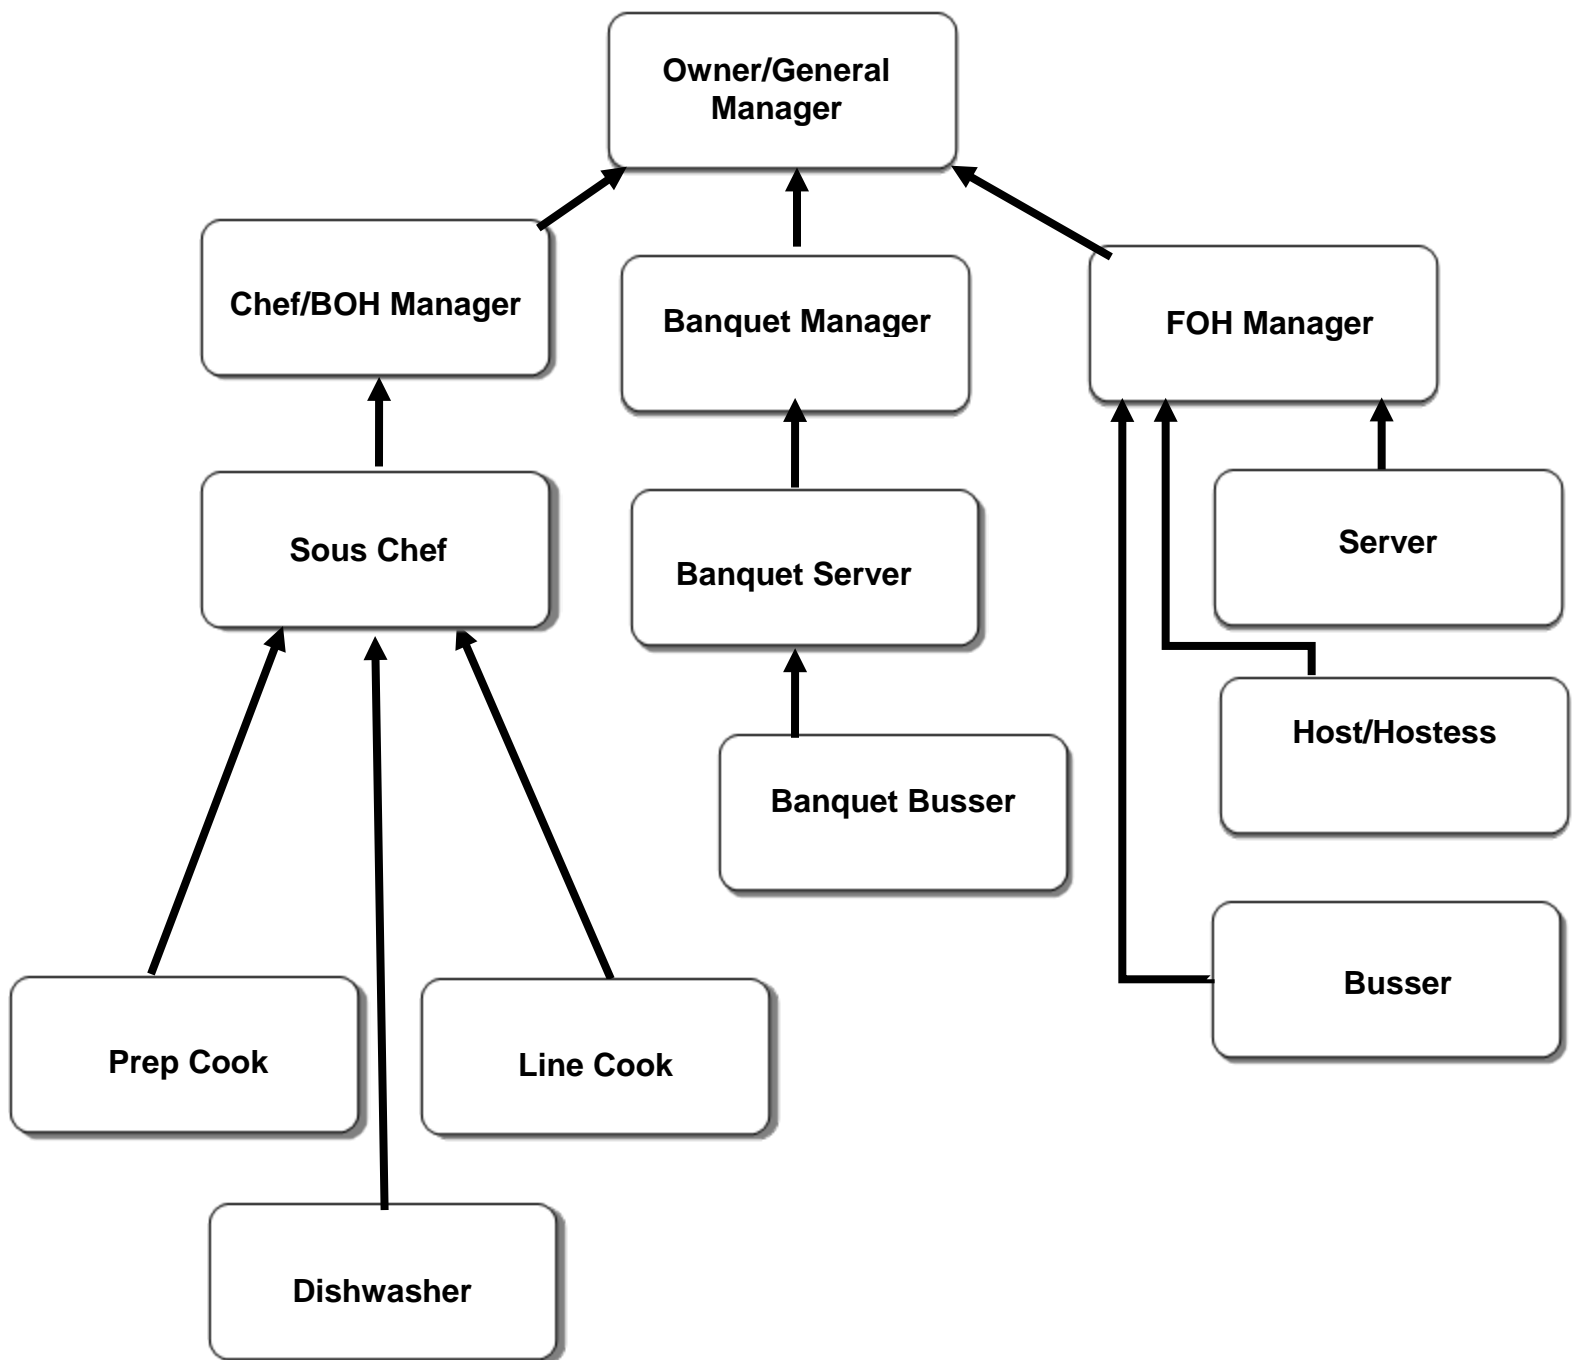 Owner/General
Manager
Chef/BOH Manager
Banquet Manager
FOH Manager
Sous Chef
Banquet Server
Server
Host/Hostess
Banquet Busser
Busser
Prep Cook
Line Cook
Dishwasher